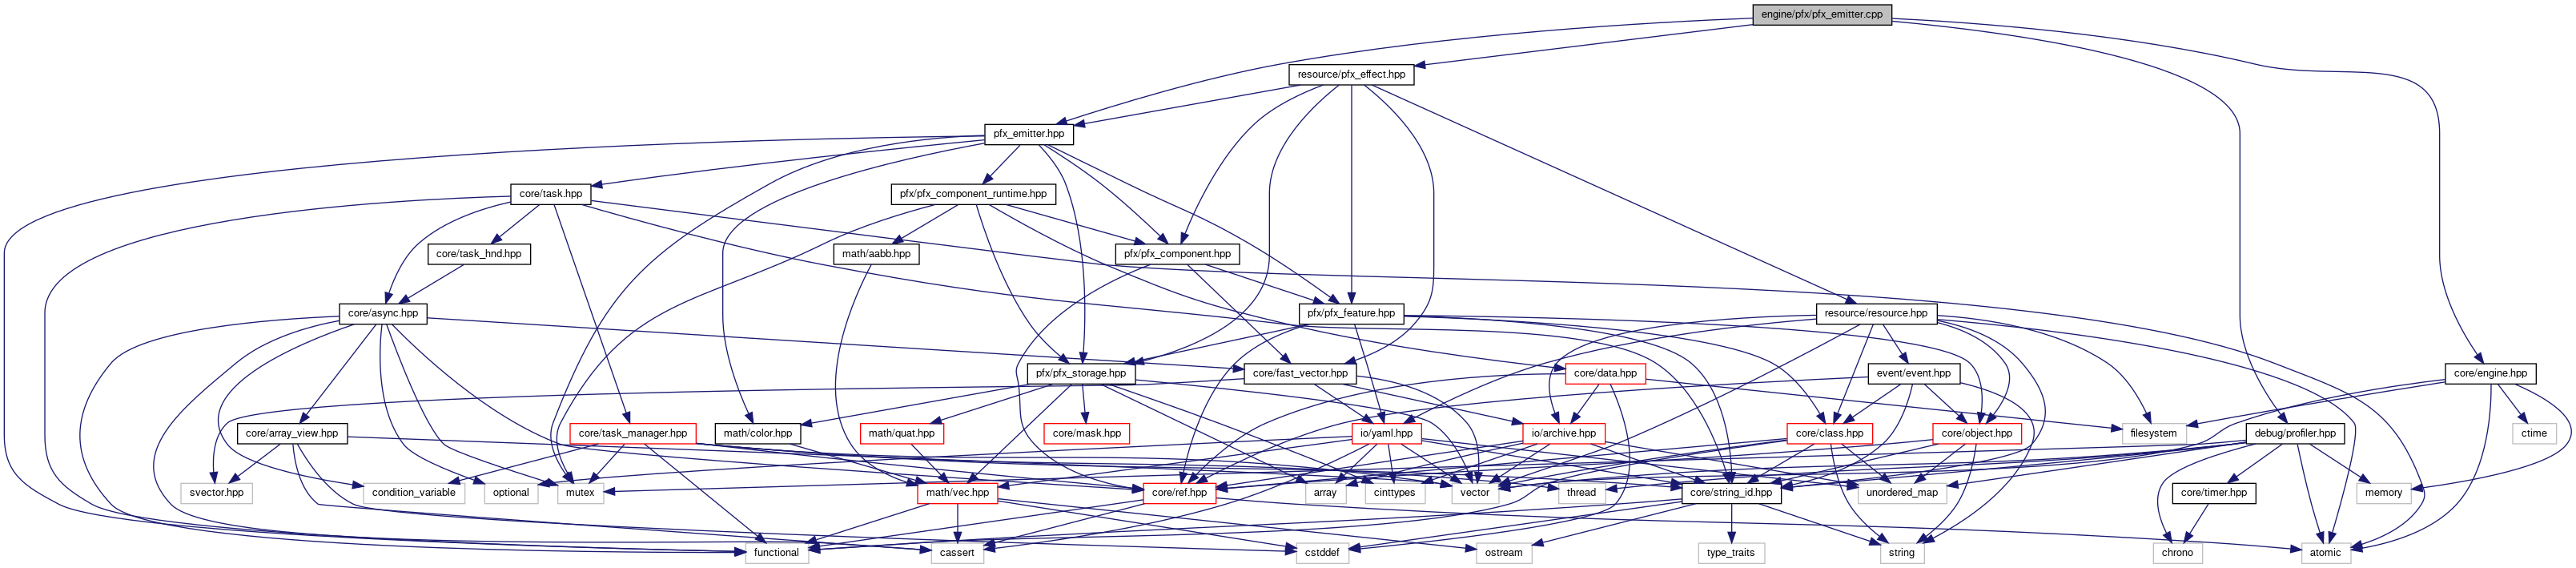 engine/pfx/pfx_emitter.cpp
resource/pfx_effect.hpp
pfx_emitter.hpp
core/task.hpp
pfx/pfx_component_runtime.hpp
core/task_hnd.hpp
math/aabb.hpp
pfx/pfx_component.hpp
core/async.hpp
pfx/pfx_feature.hpp
resource/resource.hpp
pfx/pfx_storage.hpp
core/fast_vector.hpp
core/data.hpp
event/event.hpp
core/engine.hpp
core/array_view.hpp
core/task_manager.hpp
math/color.hpp
math/quat.hpp
core/mask.hpp
io/yaml.hpp
io/archive.hpp
core/class.hpp
core/object.hpp
filesystem
debug/profiler.hpp
ctime
svector.hpp
condition_variable
optional
mutex
math/vec.hpp
core/ref.hpp
array
cinttypes
vector
thread
core/string_id.hpp
unordered_map
core/timer.hpp
memory
functional
cassert
cstddef
ostream
type_traits
string
chrono
atomic